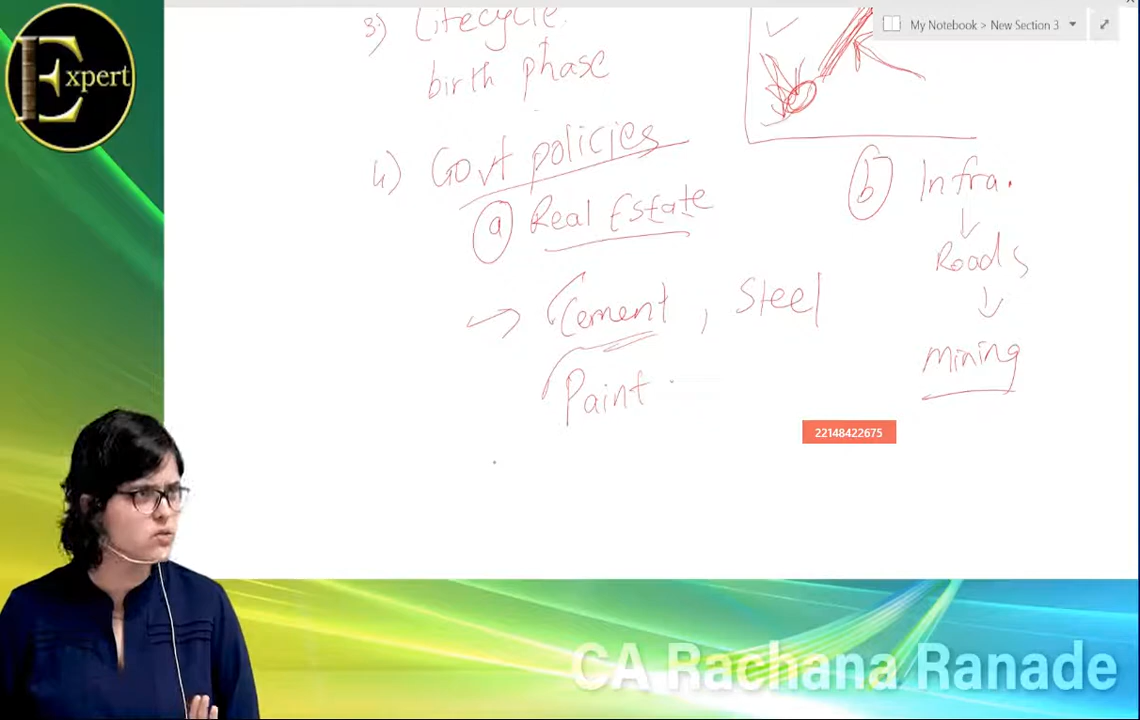 Expert
My Notebook > New Section 3
3) Lifecycle
birth phase
4) Govt policies
a Real Estate
Cement, Steel
Paint
b Infra.
Roads
Mining
22148422675
CA Rachana Ranade